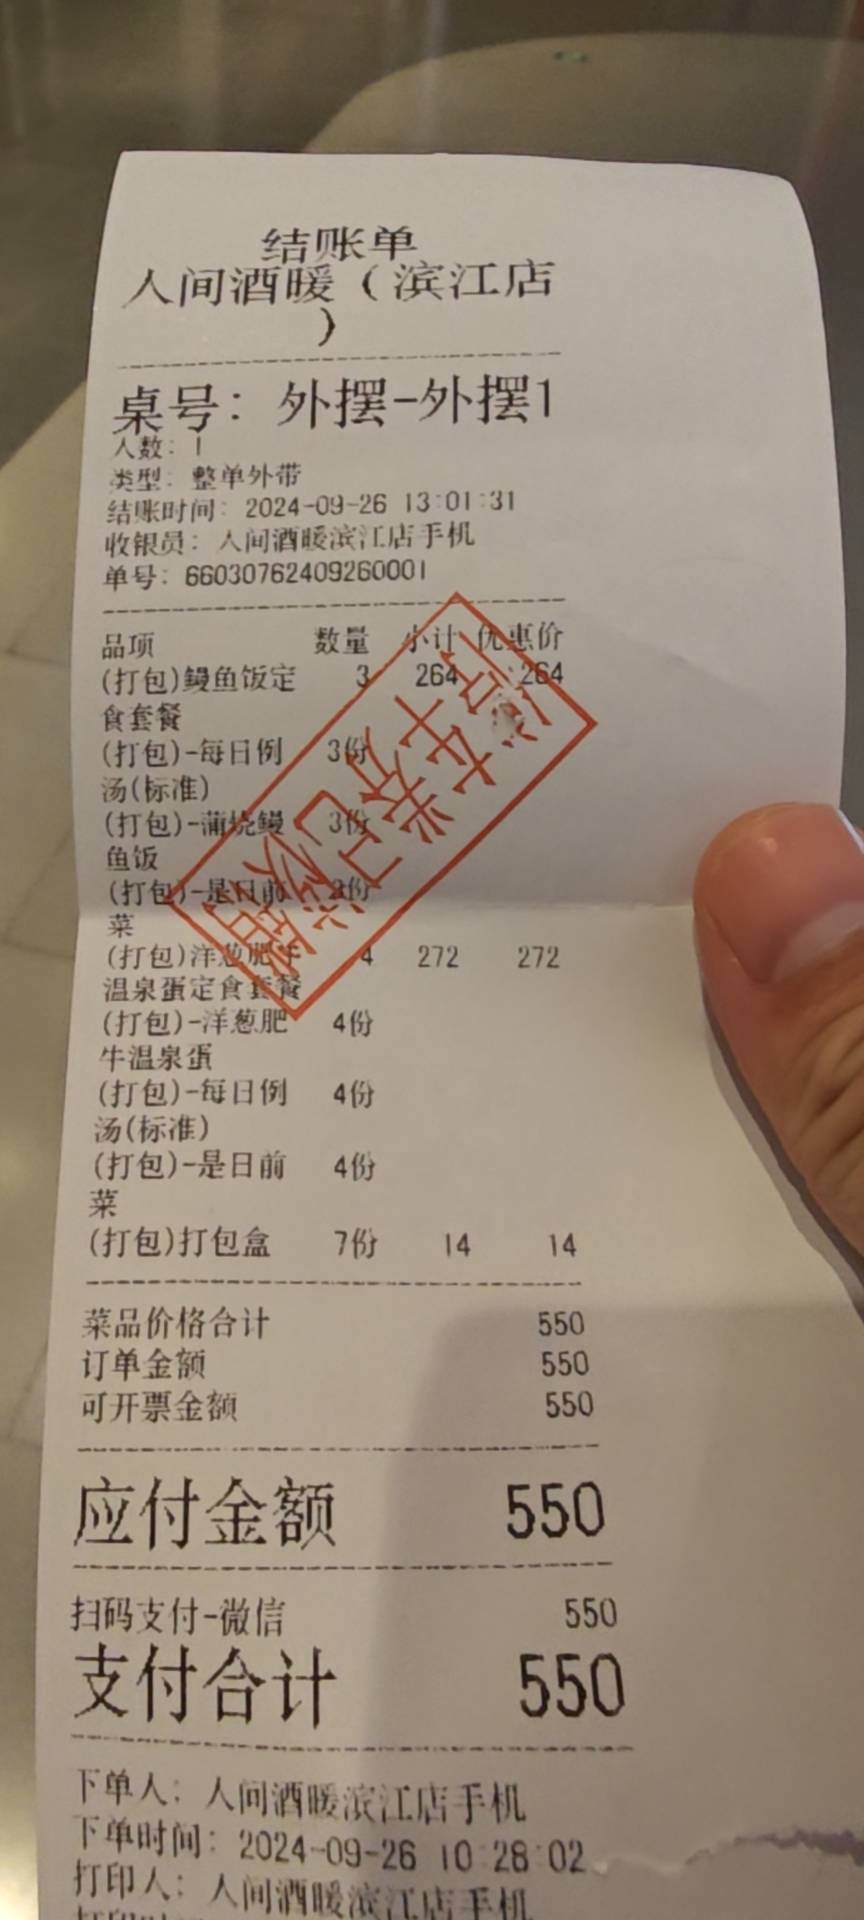 结账单
人间酒暖（滨江店
）
桌号：外摆-外摆1
人数：1
类型：整单外带
结账时间：2024-09-26 13:01:31
收银员：人间酒暖滨江店手机
单号：660307624092600001
品项 数量 小计 优惠价
(打包)鳗鱼饭定 3 264 264
食套餐
(打包)-每日例 3份
汤(标准)
(打包)-蒲烧鳗 3份
鱼饭
(打包)-是日前 3份
菜
(打包)洋葱肥牛 4 272 272
温泉蛋定食套餐
(打包)-洋葱肥 4份
牛温泉蛋
(打包)-每日例 4份
汤(标准)
(打包)-是日前 4份
菜
(打包)打包盒 7份 14 14
菜品价格合计 550
订单金额 550
可开票金额 550
应付金额 550
扫码支付-微信 550
支付合计 550
下单人：人间酒暖滨江店手机
下单时间：2024-09-26 10:28:02
打印人：人间酒暖滨江店手机